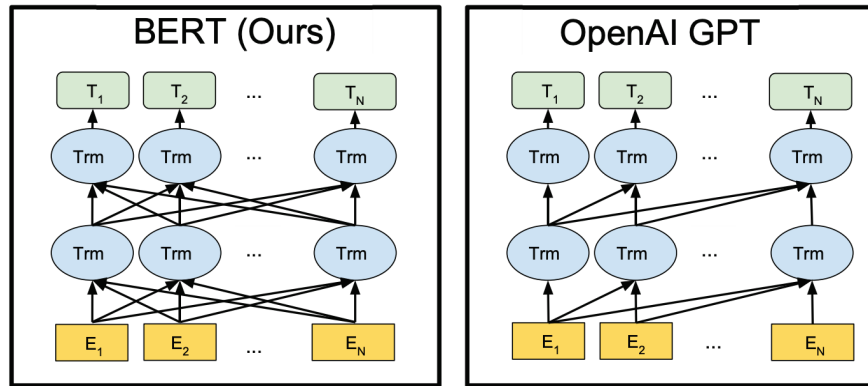 BERT (Ours)
T1 T2 ... TN
Trm Trm ... Trm
Trm Trm ... Trm
E1 E2 ... EN
OpenAI GPT
T1 T2 ... TN
Trm Trm ... Trm
Trm Trm ... Trm
E1 E2 ... EN